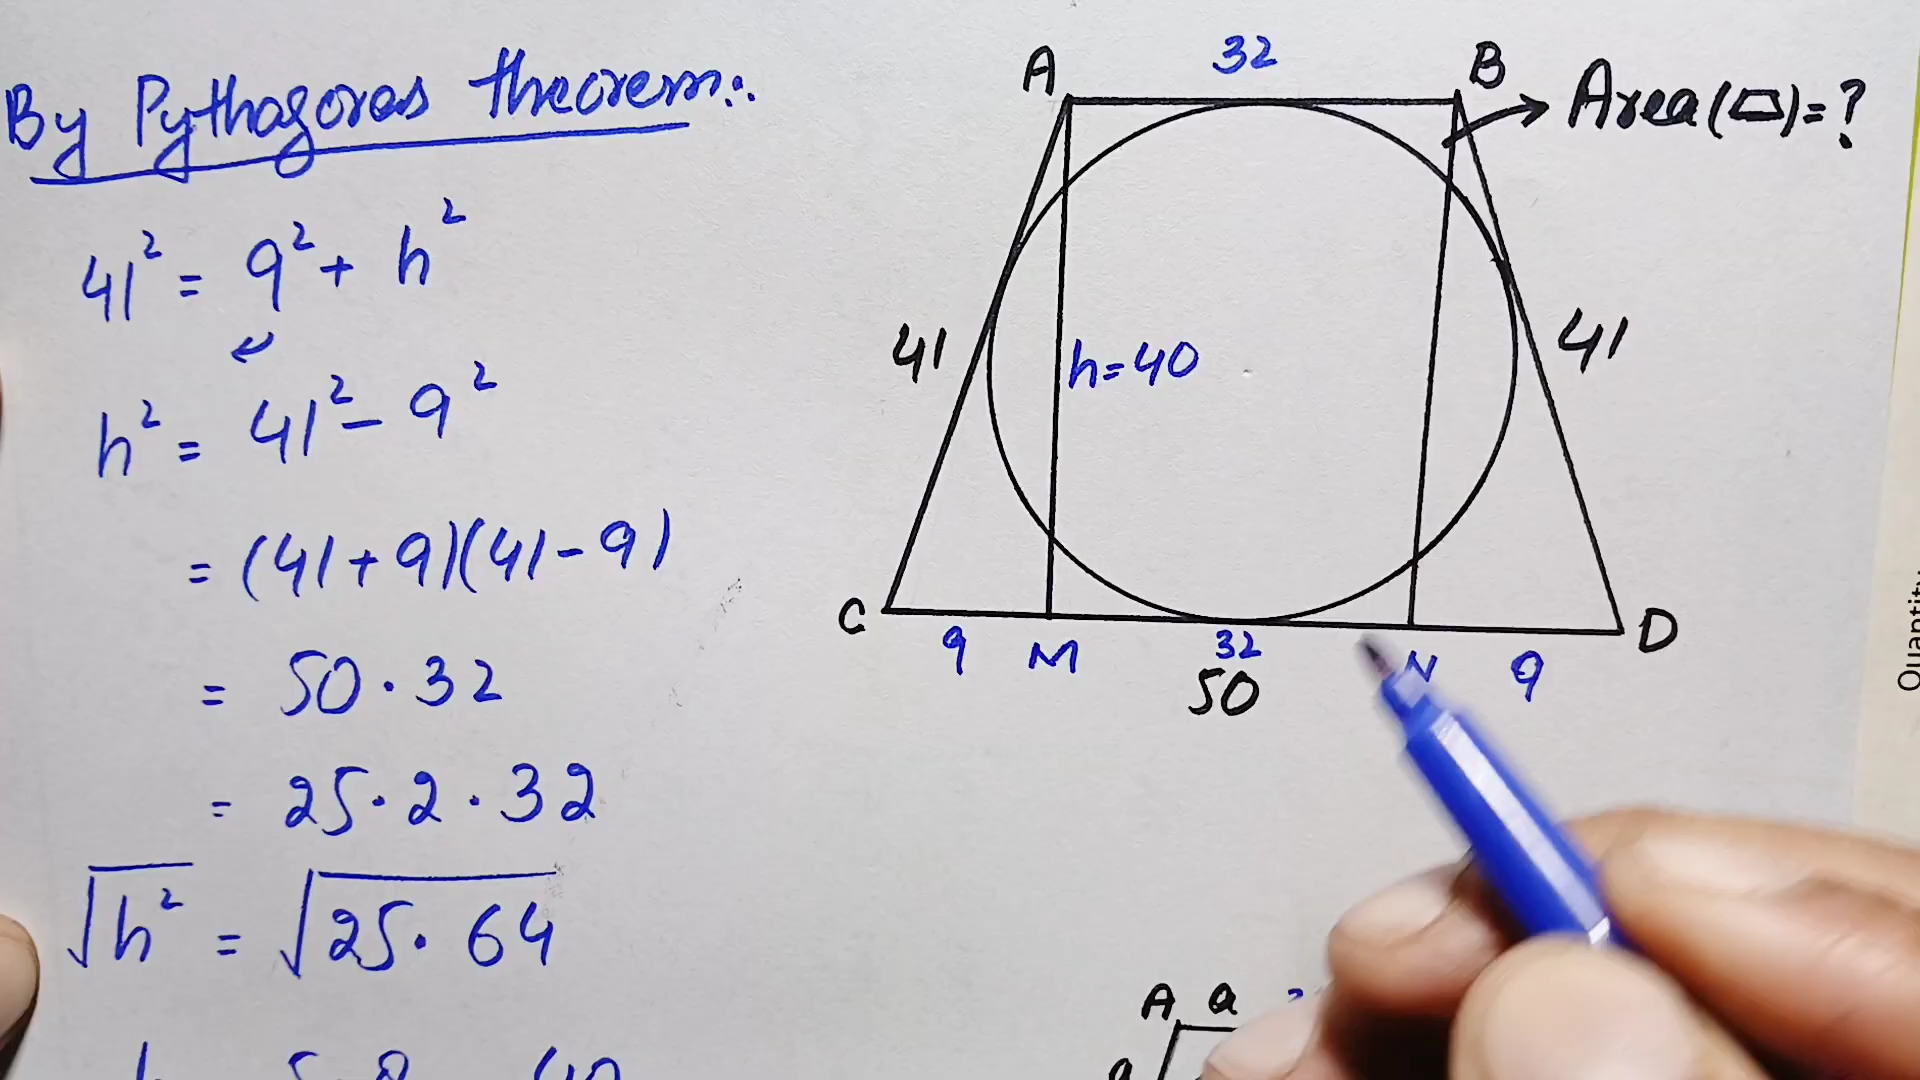 By Pythagoras theorem:.
41² = 9² + h²
h² = 41² - 9²
= (41+9)(41-9)
= 50 · 32
= 25 · 2 · 32
√h² = √25 · 64
A 32 B
Area(▱)=?
41 h=40 41
C D
9 M 32 N 9
50
A a
a
Quantity